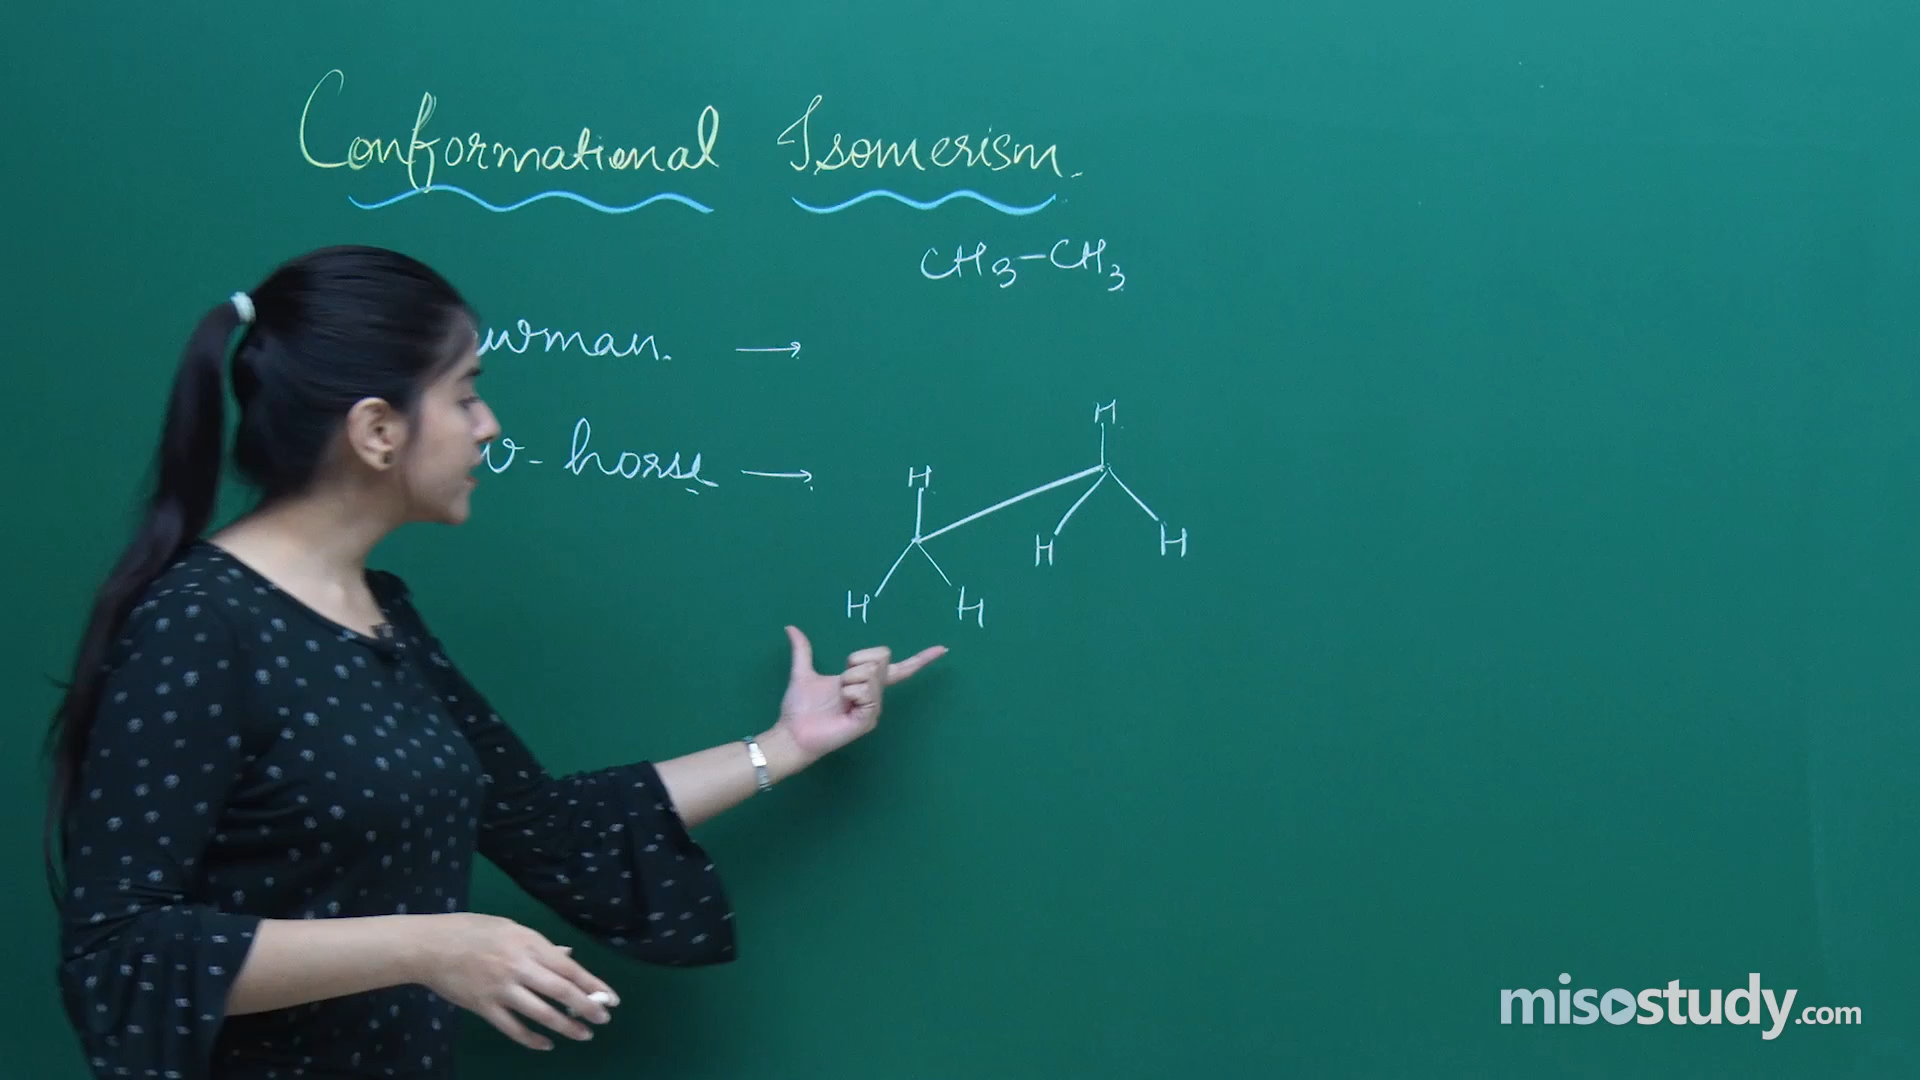 Conformational Isomerism.
CH3-CH3
wman. →
- horse →
H
H
H H
H H
misostudy.com